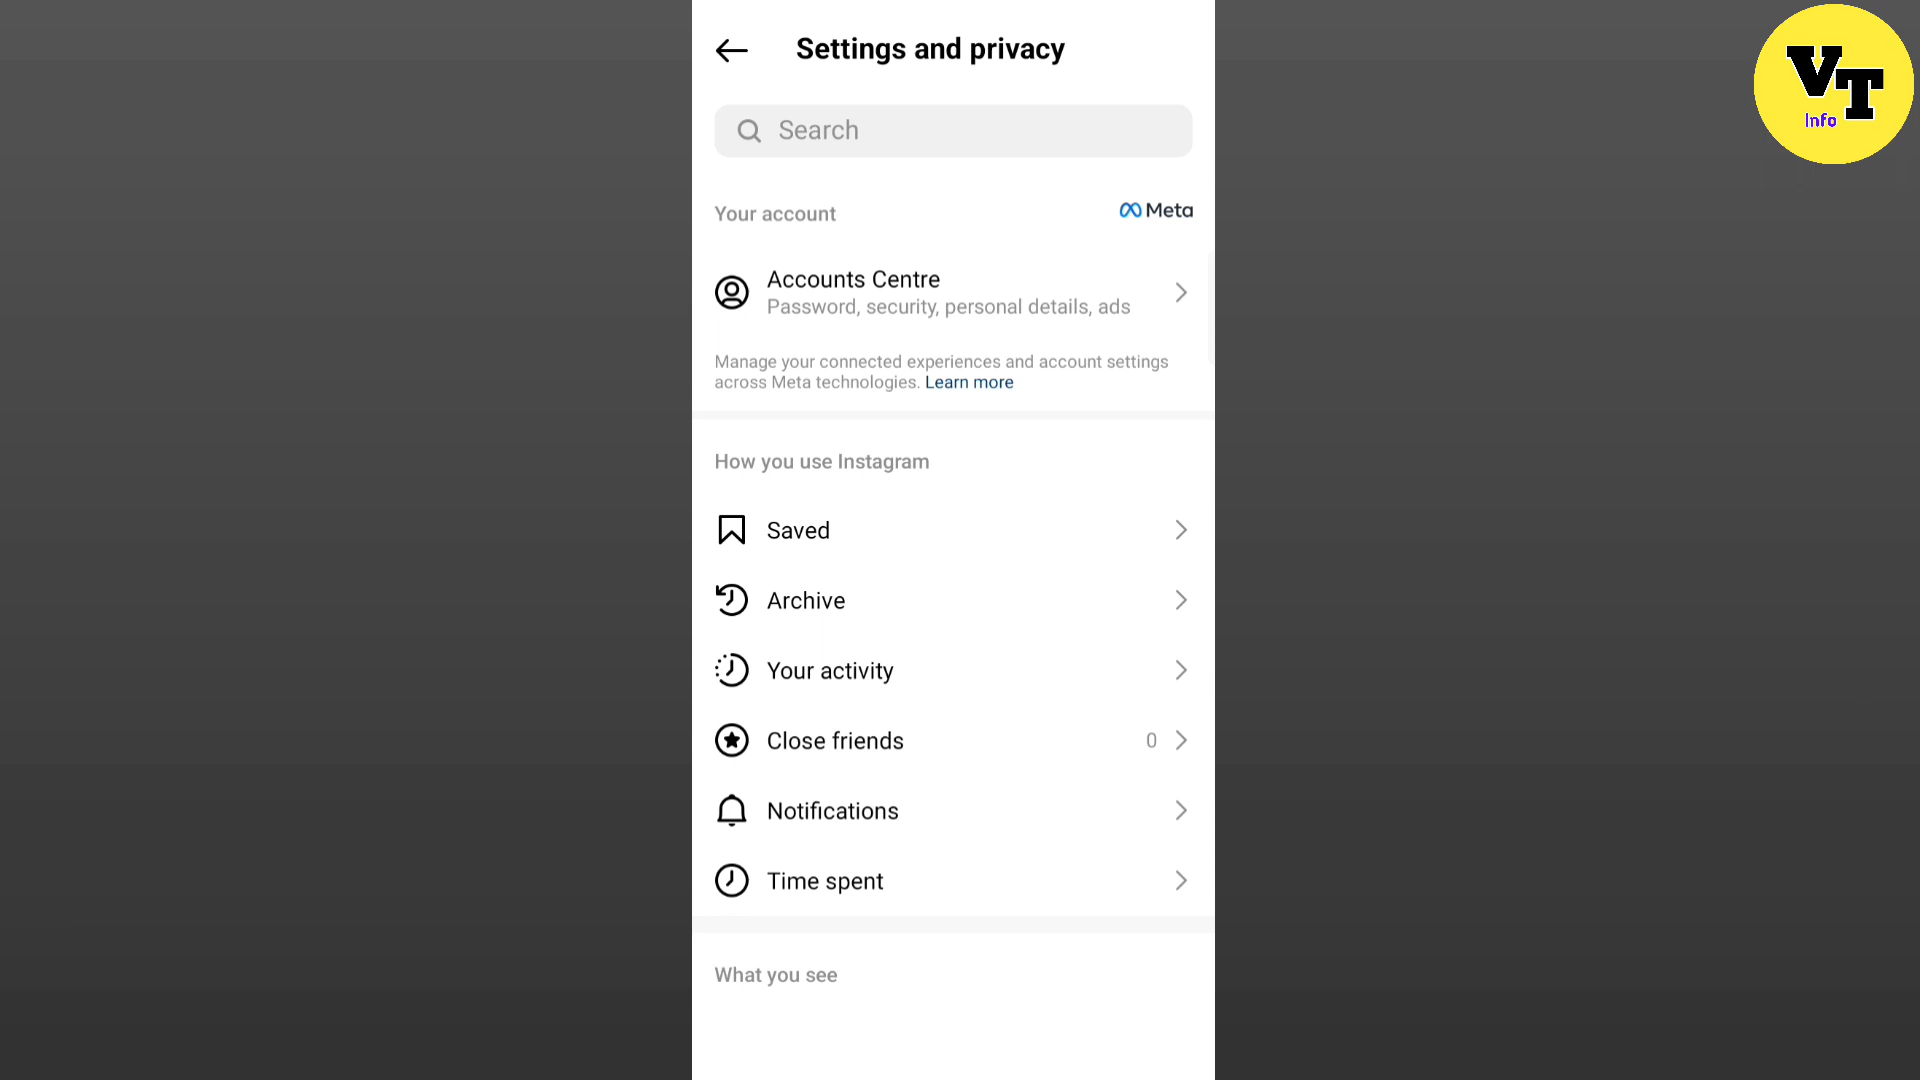 Settings and privacy
VT
Info
Search
Your account
Meta
Accounts Centre
Password, security, personal details, ads
Manage your connected experiences and account settings
across Meta technologies. Learn more
How you use Instagram
Saved
Archive
Your activity
Close friends 0
Notifications
Time spent
What you see